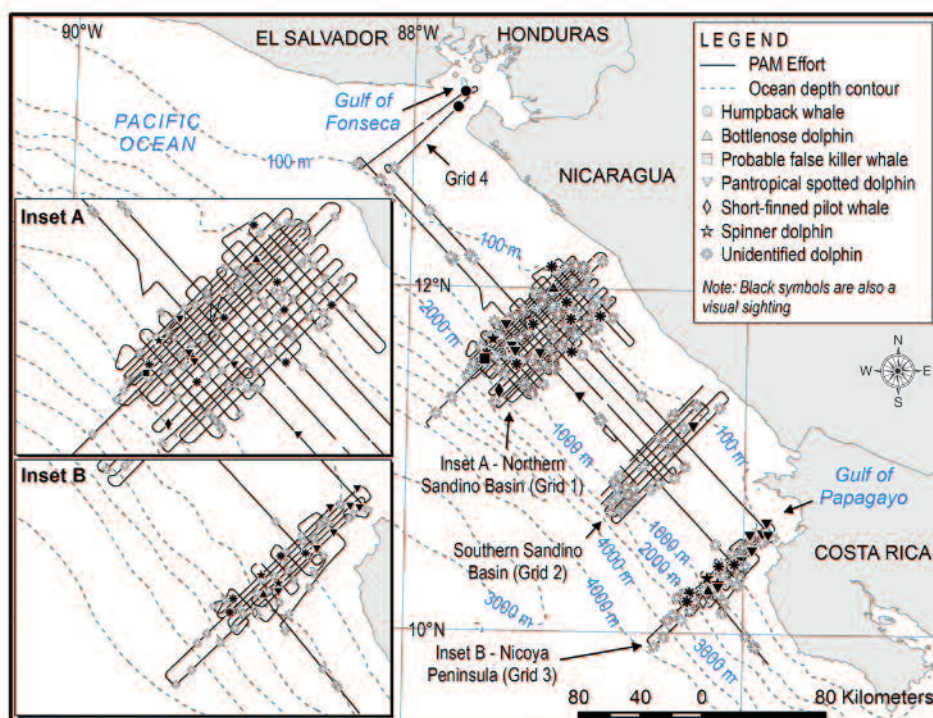 90°W
88°W
EL SALVADOR
HONDURAS
Gulf of
Fonseca
PACIFIC
OCEAN
100 m
Grid 4
NICARAGUA
LEGEND
PAM Effort
Ocean depth contour
Humpback whale
Bottlenose dolphin
Probable false killer whale
Pantropical spotted dolphin
Short-finned pilot whale
Spinner dolphin
Unidentified dolphin
Note: Black symbols are also a
visual sighting
N
W
E
S
Inset A
100 m
12°N
2000 m
1000 m
100 m
Inset A - Northern
Sandino Basin (Grid 1)
Gulf of
Papagayo
COSTA RICA
Inset B
Southern Sandino
Basin (Grid 2)
1000 m
2000 m
4000 m
4000 m
3000 m
3000 m
10°N
Inset B - Nicoya
Peninsula (Grid 3)
80
40
0
80 Kilometers